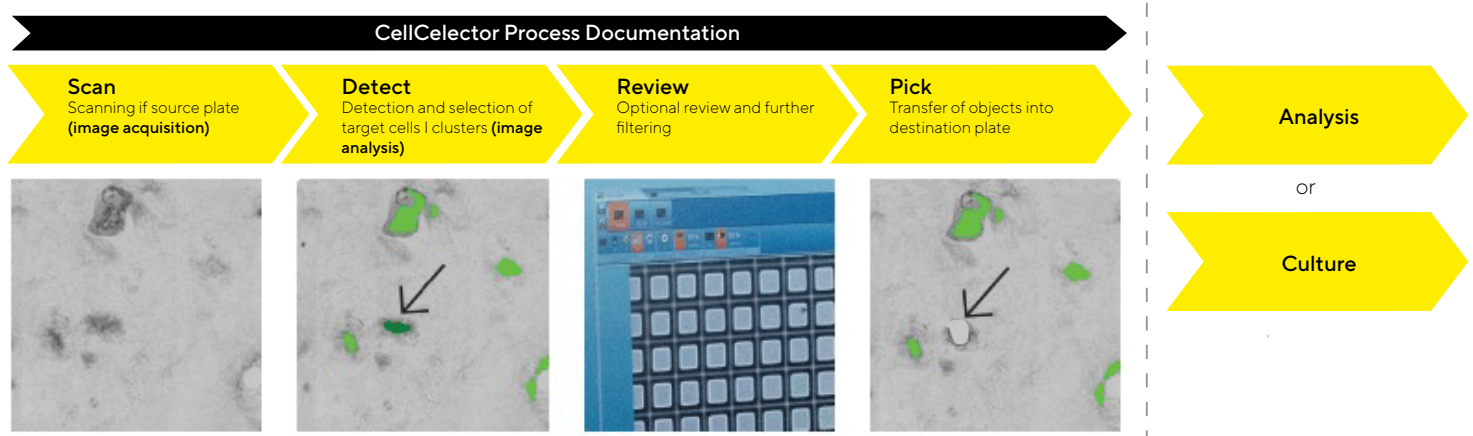 CellCelector Process Documentation
Scan
Scanning if source plate
(image acquisition)
Detect
Detection and selection of
target cells I clusters (image
analysis)
Review
Optional review and further
filtering
Pick
Transfer of objects into
destination plate
Analysis
or
Culture